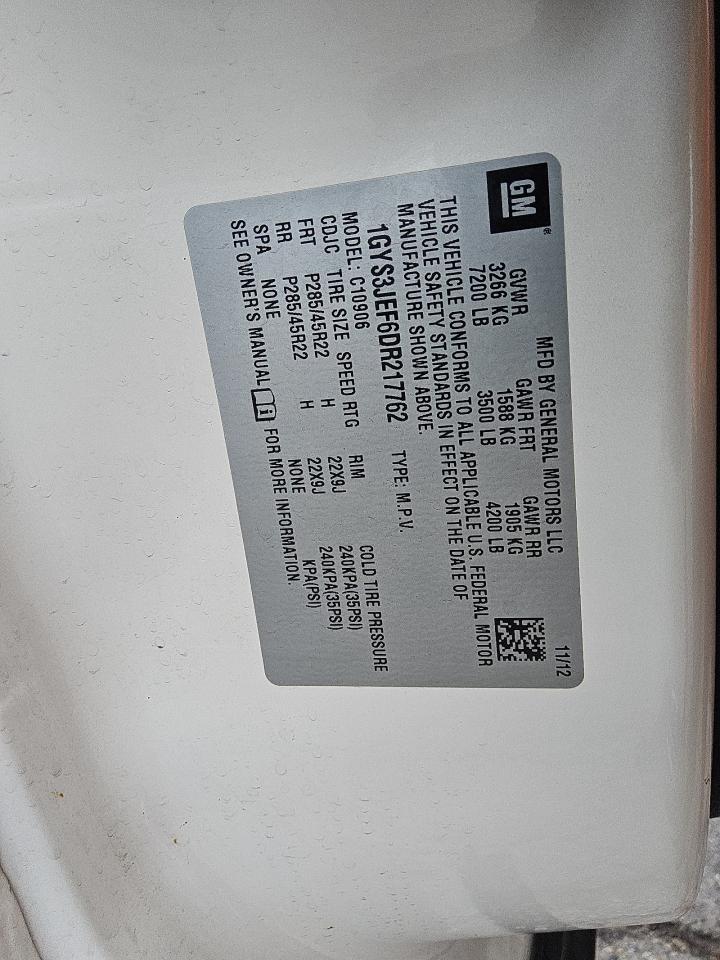 GM ®
MFD BY GENERAL MOTORS LLC 11/12
GVWR GAWR FRT GAWR RR
3266 KG 1588 KG 1905 KG
7200 LB 3500 LB 4200 LB
THIS VEHICLE CONFORMS TO ALL APPLICABLE U.S. FEDERAL MOTOR
VEHICLE SAFETY STANDARDS IN EFFECT ON THE DATE OF
MANUFACTURE SHOWN ABOVE.
1GYS3JEF6DR217762 TYPE: M.P.V.
MODEL: C10906
CDJC TIRE SIZE SPEED RTG RIM COLD TIRE PRESSURE
FRT P285/45R22 H 22X9J 240KPA(35PSI)
RR P285/45R22 H 22X9J 240KPA(35PSI)
SPA NONE NONE KPA(PSI)
SEE OWNER'S MANUAL i FOR MORE INFORMATION.